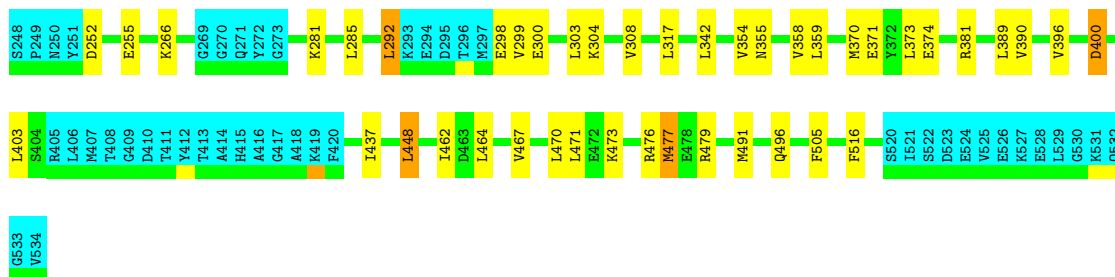 S248 P249 N250 Y251 D252 E255 K266 G269 G270 Q271 Y272 G273 K281 L285 L292 K293 E294 D295 T296 M297 E298 V299 E300 L303 K304 V308 L317 L342 V354 N355 V358 L359 M370 E371 Y372 L373 E374 R381 L389 V390 V396 D400
L403 S404 R405 L406 M407 T408 G409 D410 T411 Y412 T413 A414 H415 A416 G417 A418 K419 F420 I437 L448 I462 D463 L464 V467 L470 L471 E472 K473 R476 M477 E478 R479 M491 Q496 F505 F516 S520 I521 S522 D523 E524 V525 E526 K527 E528 L529 G530 K531
G533 V534